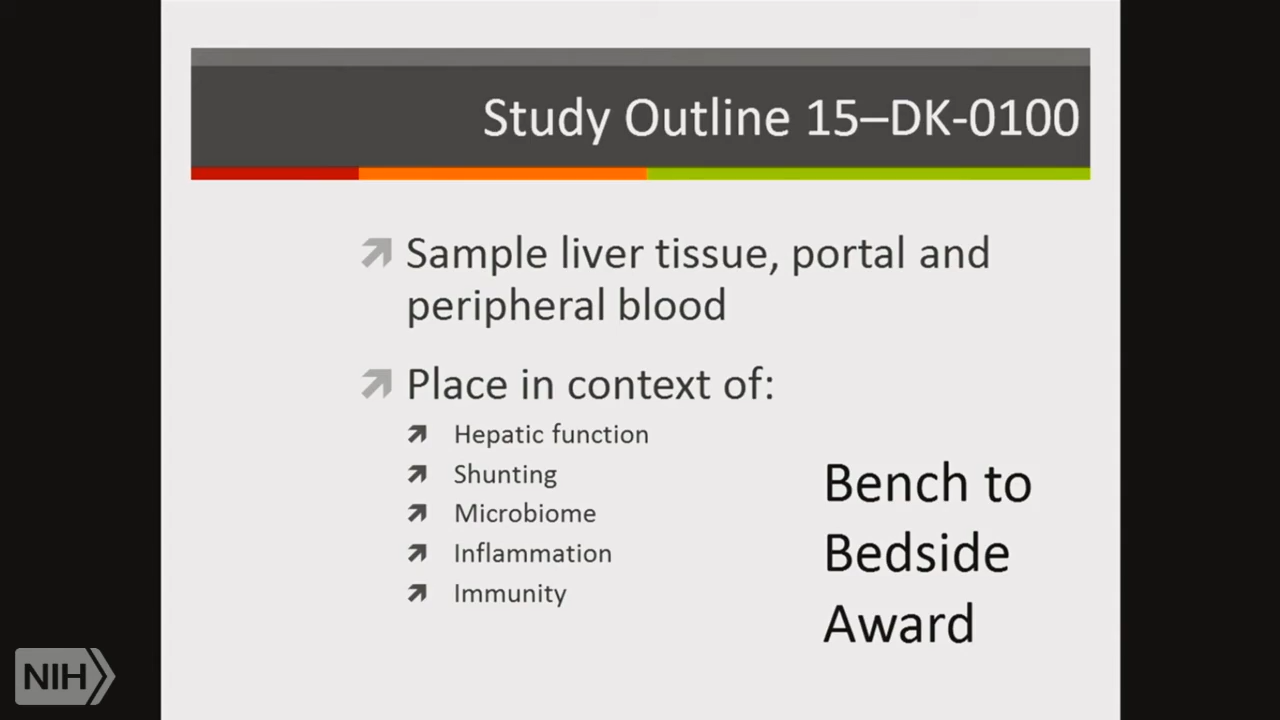 Study Outline 15–DK-0100
Sample liver tissue, portal and
peripheral blood
Place in context of:
Hepatic function
Shunting
Microbiome
Inflammation
Immunity
Bench to
Bedside
Award
NIH